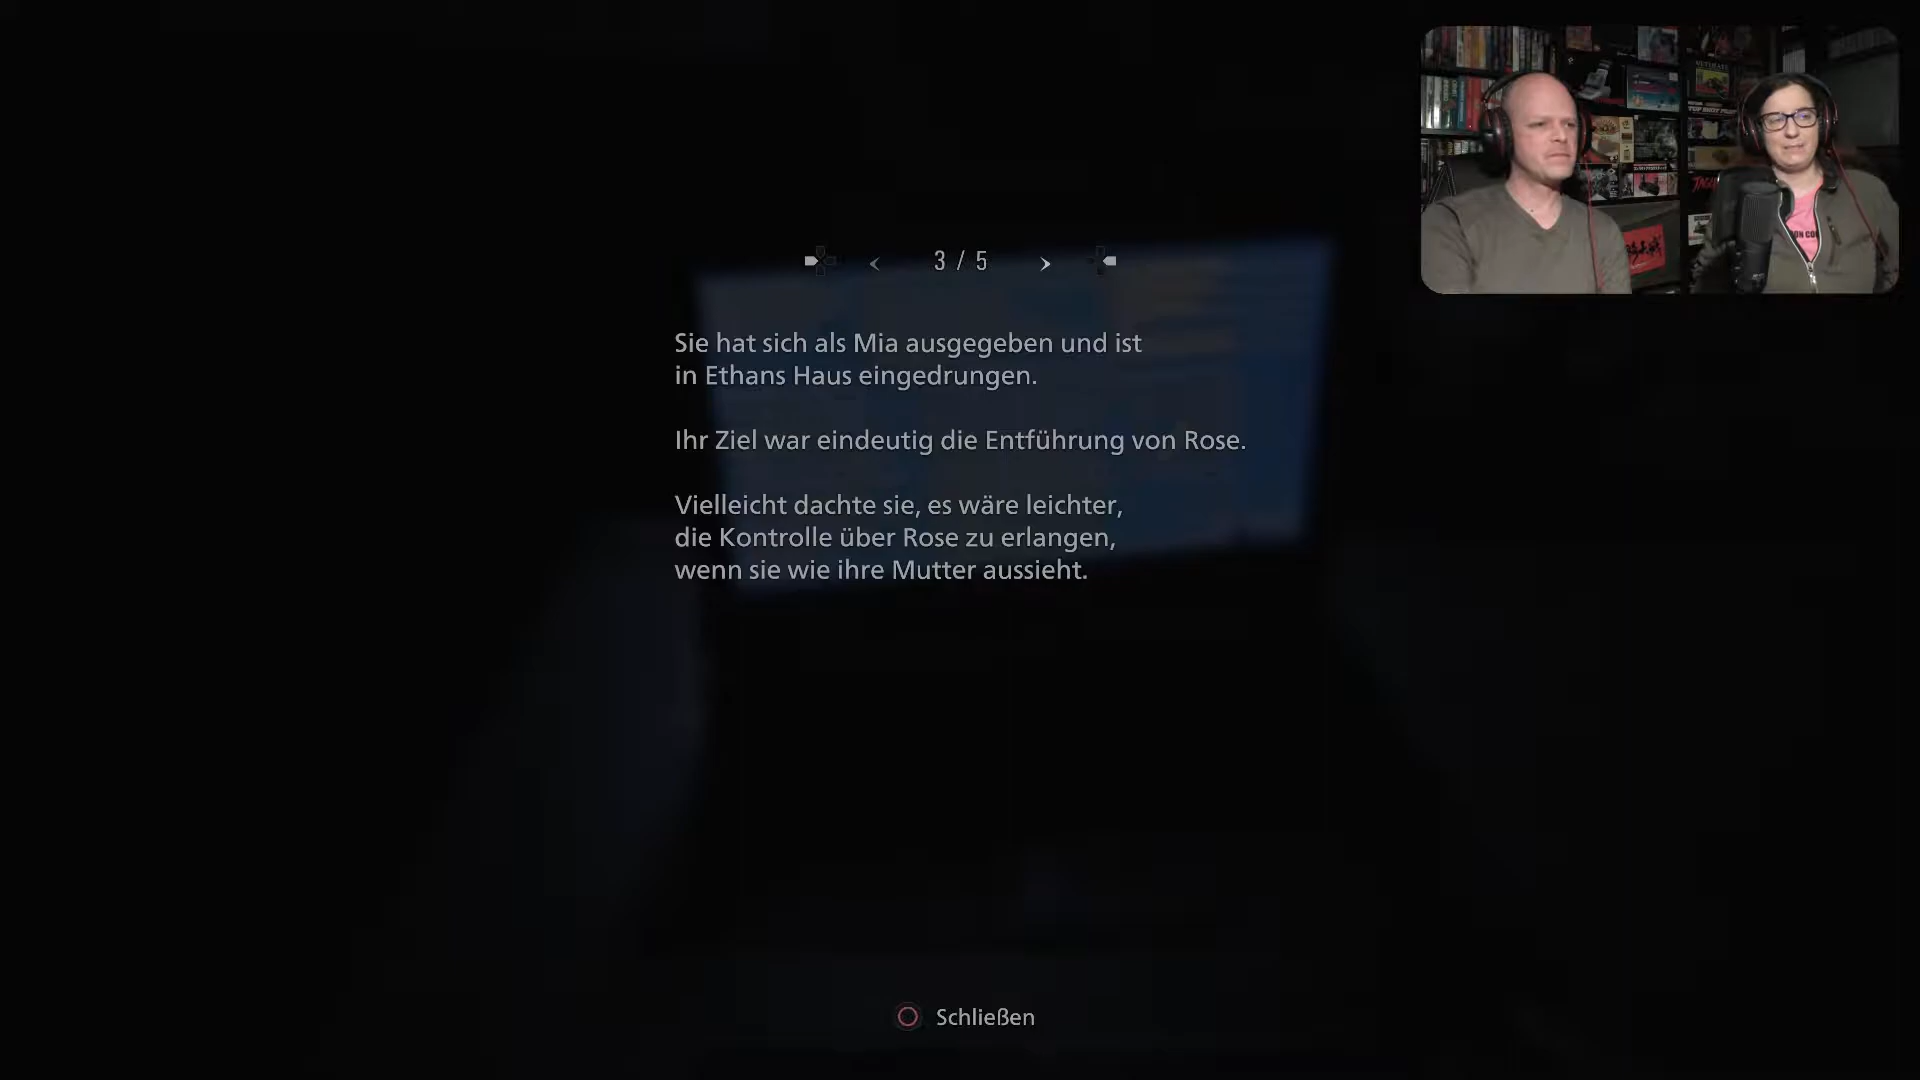 3 / 5
Sie hat sich als Mia ausgegeben und ist
in Ethans Haus eingedrungen.
Ihr Ziel war eindeutig die Entführung von Rose.
Vielleicht dachte sie, es wäre leichter,
die Kontrolle über Rose zu erlangen,
wenn sie wie ihre Mutter aussieht.
Schließen